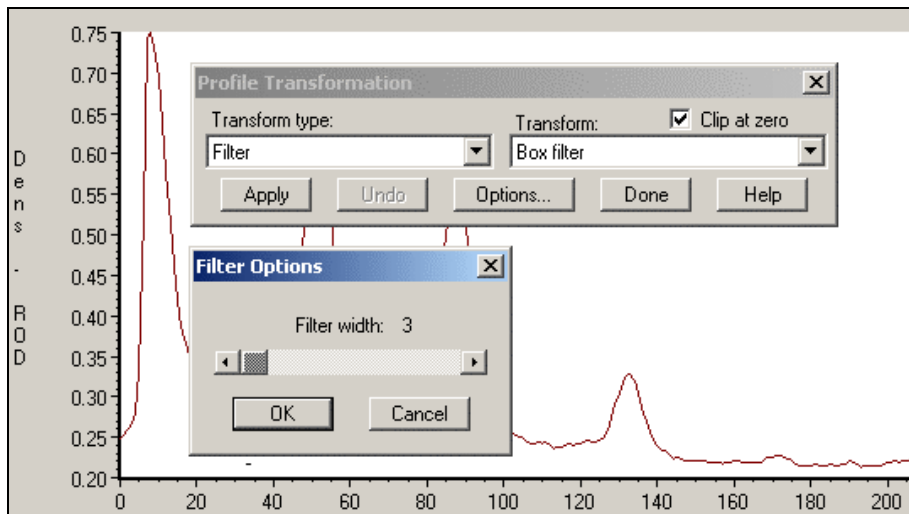 0.75
0.70
0.65
0.60
0.55
0.50
0.45
0.40
0.35
0.30
0.25
0.20
Dens - ROD
Profile Transformation
Transform type:
Transform:
Clip at zero
Filter
Box filter
Apply
Undo
Options...
Done
Help
Filter Options
Filter width: 3
OK
Cancel
0 20 40 60 80 100 120 140 160 180 200